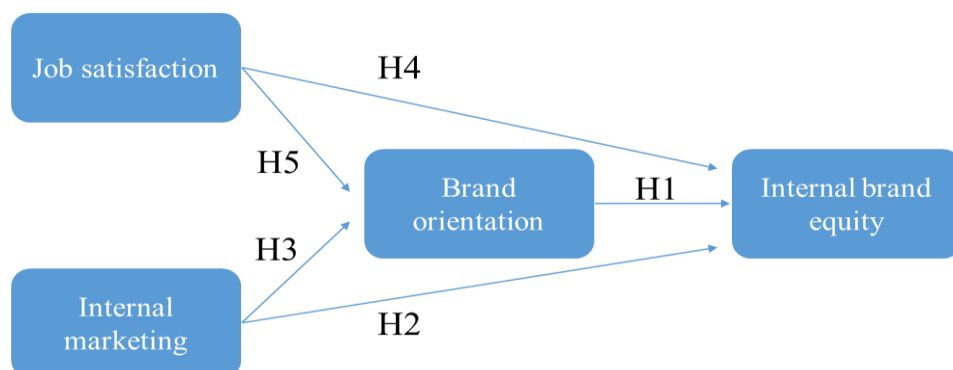 Job satisfaction
H4
H5
Brand
orientation
H1
Internal brand
equity
H3
Internal
marketing
H2